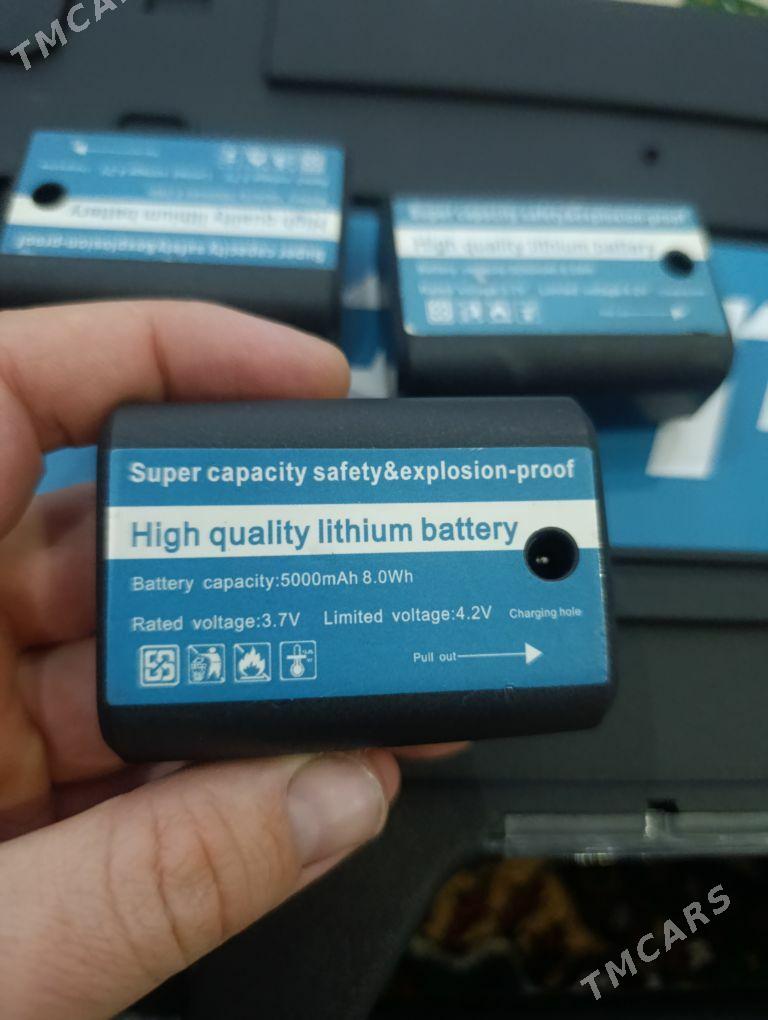 TMCARS
Super capacity safety&explosion-proof
High quality lithium battery
Super capacity safety&explosion-proof
High quality lithium battery
Super capacity safety&explosion-proof
High quality lithium battery
Battery capacity:5000mAh 8.0Wh
Rated voltage:3.7V Limited voltage:4.2V Charging hole
Pull out
TMCARS